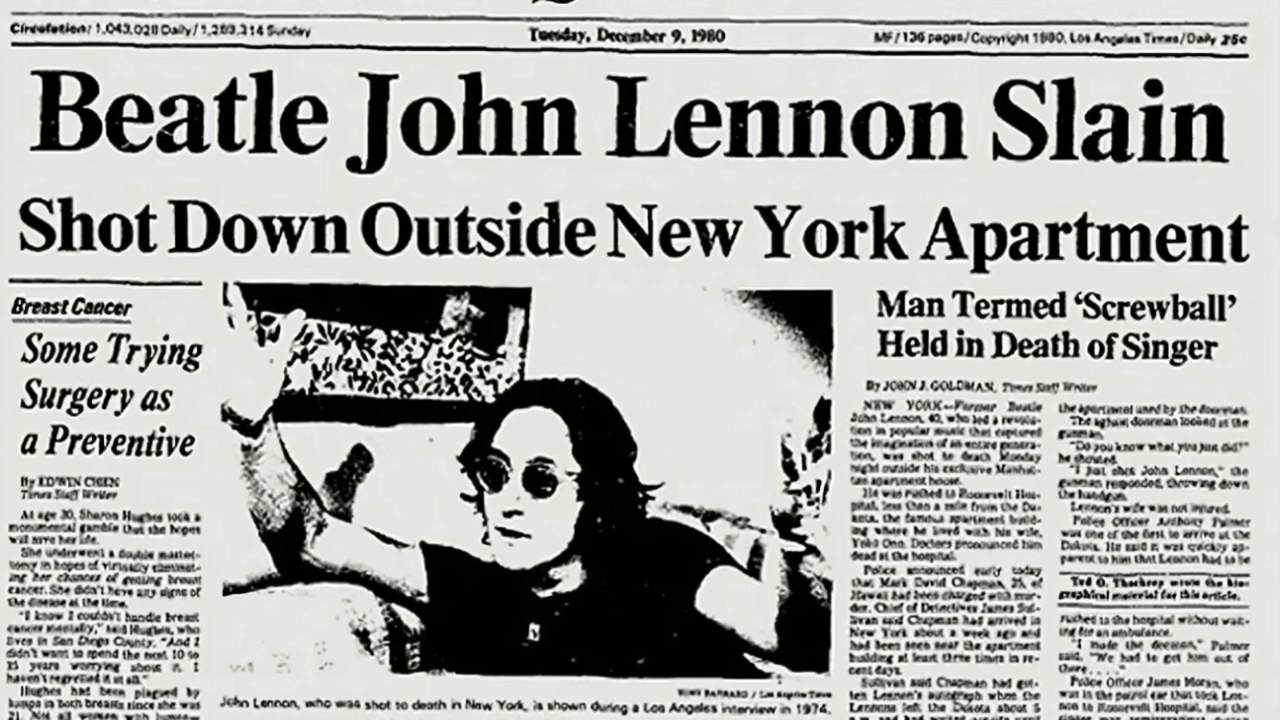 Circulation: 1,043,028 Daily / 1,289,314 Sunday
Tuesday, December 9, 1980
MF / 136 pages / Copyright 1980, Los Angeles Times / Daily 25c
Beatle John Lennon Slain
Shot Down Outside New York Apartment
Breast Cancer
Some Trying
Surgery as
a Preventive
By EDWIN CHEN
Times Staff Writer
At age 30, Sharon Hughes took a
monumental gamble that she hopes
will save her life.
She underwent a double mastec-
tomy in hopes of virtually eliminat-
ing her chances of getting breast
cancer. She didn't have any signs of
the disease at the time.
"I know I couldn't handle breast
cancer mentally," said Hughes, who
lives in San Diego County. "And I
didn't want to spend the next 10 to
15 years worrying about it. I
haven't regretted it at all."
Hughes had been plagued by
lumps in both breasts since she was
21. Not all women with lumps
Los Angeles Times
John Lennon, who was shot to death in New York, is shown during a Los Angeles interview in 1974.
Man Termed 'Screwball'
Held in Death of Singer
By JOHN J. GOLDMAN, Times Staff Writer
NEW YORK—Former Beatle
John Lennon, 40, who led a revolu-
tion in popular music that captured
the imagination of an entire genera-
tion, was shot to death Monday
night outside his exclusive Manhat-
tan apartment house.
He was rushed to Roosevelt Hos-
pital, less than a mile from the Da-
kota, the famous apartment build-
ing where he lived with his wife,
Yoko Ono. Doctors pronounced him
dead at the hospital.
Police announced early today
that Mark David Chapman, 25, of
Hawaii had been charged with mur-
der. Chief of Detectives James Sul-
livan said Chapman had arrived in
New York about a week ago and
had been seen near the apartment
building at least three times in re-
cent days.
Sullivan said Chapman had got-
ten Lennon's autograph when the
Lennons left the Dakota about 5
p.m. and had waited outside until
the apartment used by the doorman.
The aghast doorman looked at the
gunman.
"Do you know what you just did?"
he shouted.
"I just shot John Lennon," the
gunman responded, throwing down
the handgun.
Lennon's wife was not injured.
Police Officer Anthony Palmer
was one of the first to arrive at the
Dakota. He said it was quickly ap-
parent to him that Lennon had to be
Ted O. Thackrey wrote the bio-
graphical material for this article.
rushed to the hospital without wait-
ing for an ambulance.
"I made the decision," Palmer
said. "We had to get him out of
there. . . ."
Police Officer James Moran, who
was in the patrol car that took Len-
non to Roosevelt Hospital, said the